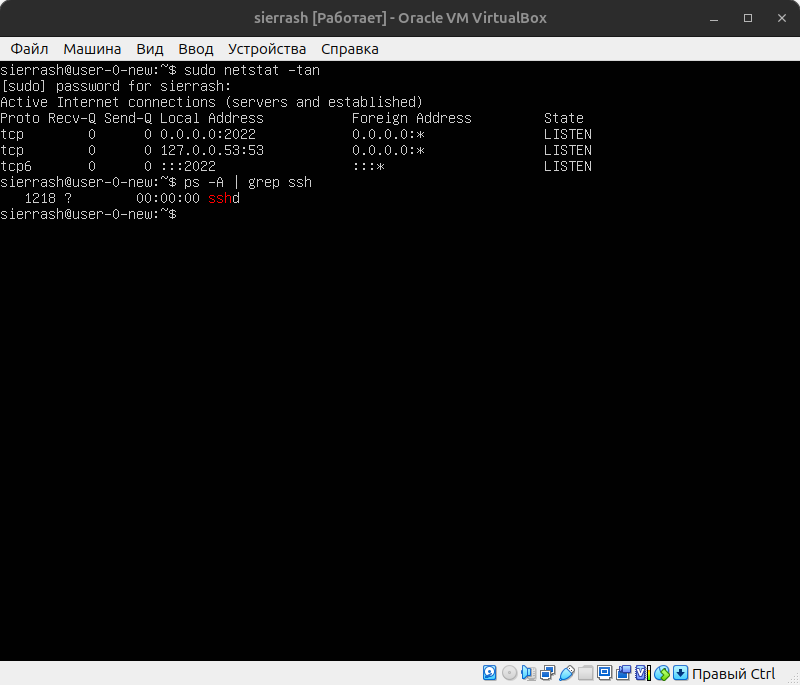 sierrash [Работает] - Oracle VM VirtualBox
Файл Машина Вид Ввод Устройства Справка
sierrash@user-0-new:~$ sudo netstat -tan
[sudo] password for sierrash:
Active Internet connections (servers and established)
Proto Recv-Q Send-Q Local Address           Foreign Address         State
tcp        0      0 0.0.0.0:2022            0.0.0.0:*               LISTEN
tcp        0      0 127.0.0.53:53           0.0.0.0:*               LISTEN
tcp6       0      0 :::2022                 :::*                    LISTEN
sierrash@user-0-new:~$ ps -A | grep ssh
   1218 ?        00:00:00 sshd
sierrash@user-0-new:~$
Правый Ctrl